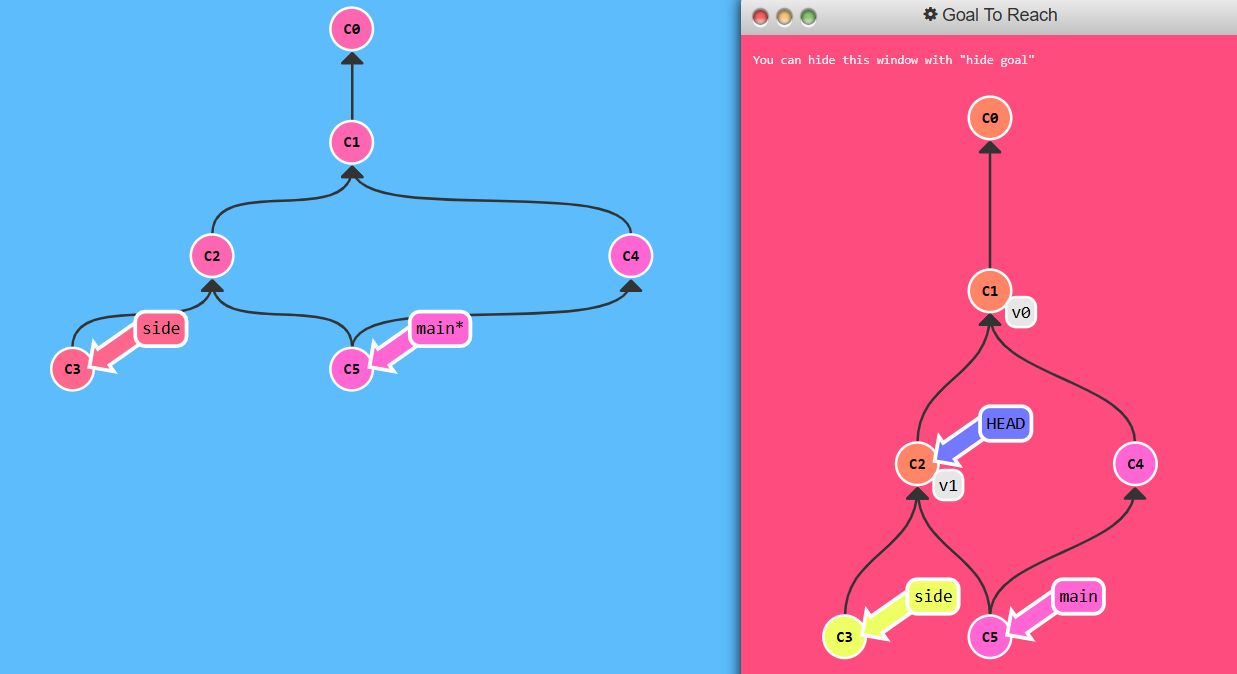 C0
C1
C2
C4
side
main*
C3
C5
Goal To Reach
You can hide this window with "hide goal"
C0
C1
v0
HEAD
C2
C4
v1
side
main
C3
C5